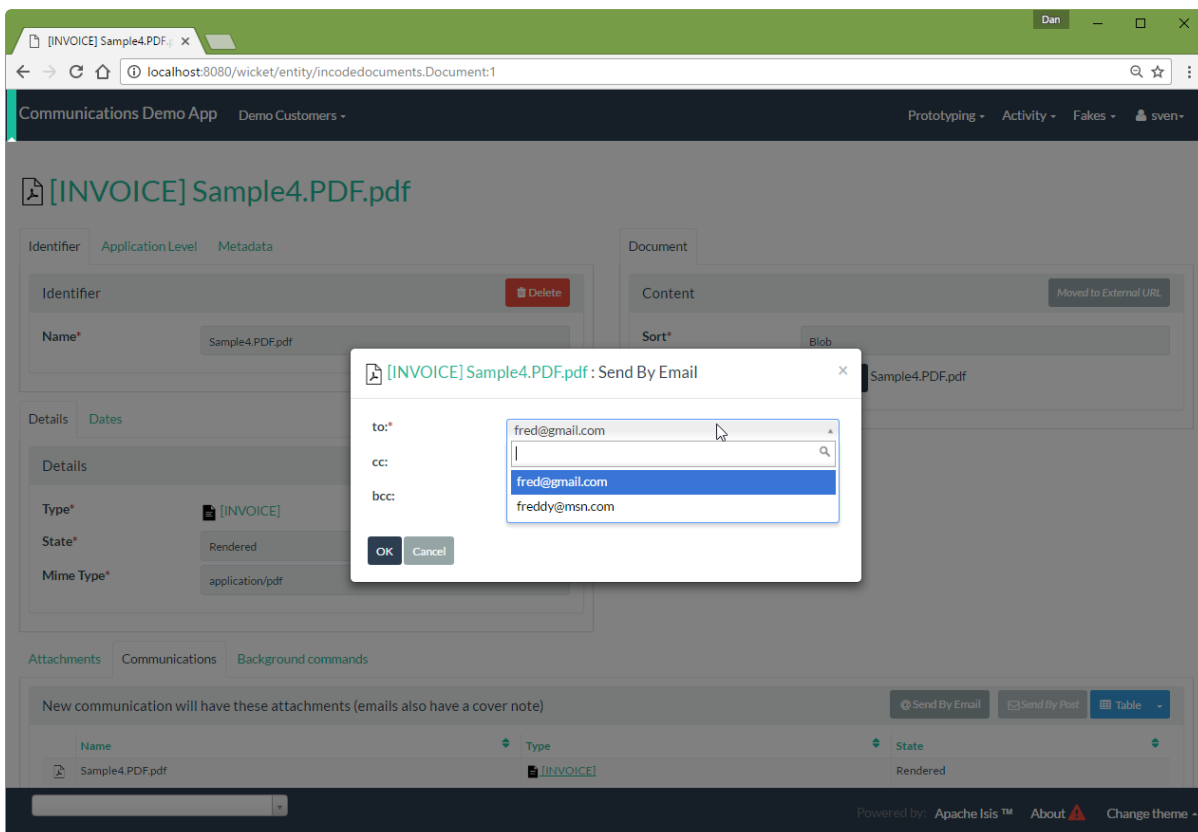 Dan
[INVOICE] Sample4.PDF.p
localhost:8080/wicket/entity/incodedocuments.Document:1
Communications Demo App Demo Customers Prototyping Activity Fakes sven
[INVOICE] Sample4.PDF.pdf
Identifier Application Level Metadata
Document
Identifier Delete
Content Moved to External URL
Name* Sample4.PDF.pdf
Sort* Blob
Sample4.PDF.pdf
[INVOICE] Sample4.PDF.pdf : Send By Email ×
to:* fred@gmail.com
cc:
bcc:
fred@gmail.com
freddy@msn.com
OK Cancel
Details Dates
Details
Type* [INVOICE]
State* Rendered
Mime Type* application/pdf
Attachments Communications Background commands
New communication will have these attachments (emails also have a cover note) @ Send By Email Send By Post Table
Name Type State
Sample4.PDF.pdf [INVOICE] Rendered
Powered by: Apache Isis ™ About Change theme